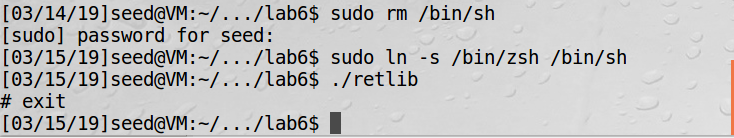 [03/14/19]seed@VM:~/.../lab6$ sudo rm /bin/sh
[sudo] password for seed:
[03/15/19]seed@VM:~/.../lab6$ sudo ln -s /bin/zsh /bin/sh
[03/15/19]seed@VM:~/.../lab6$ ./retlib
# exit
[03/15/19]seed@VM:~/.../lab6$